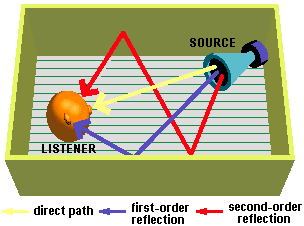 SOURCE
LISTENER
direct path
first-order
reflection
second-order
reflection